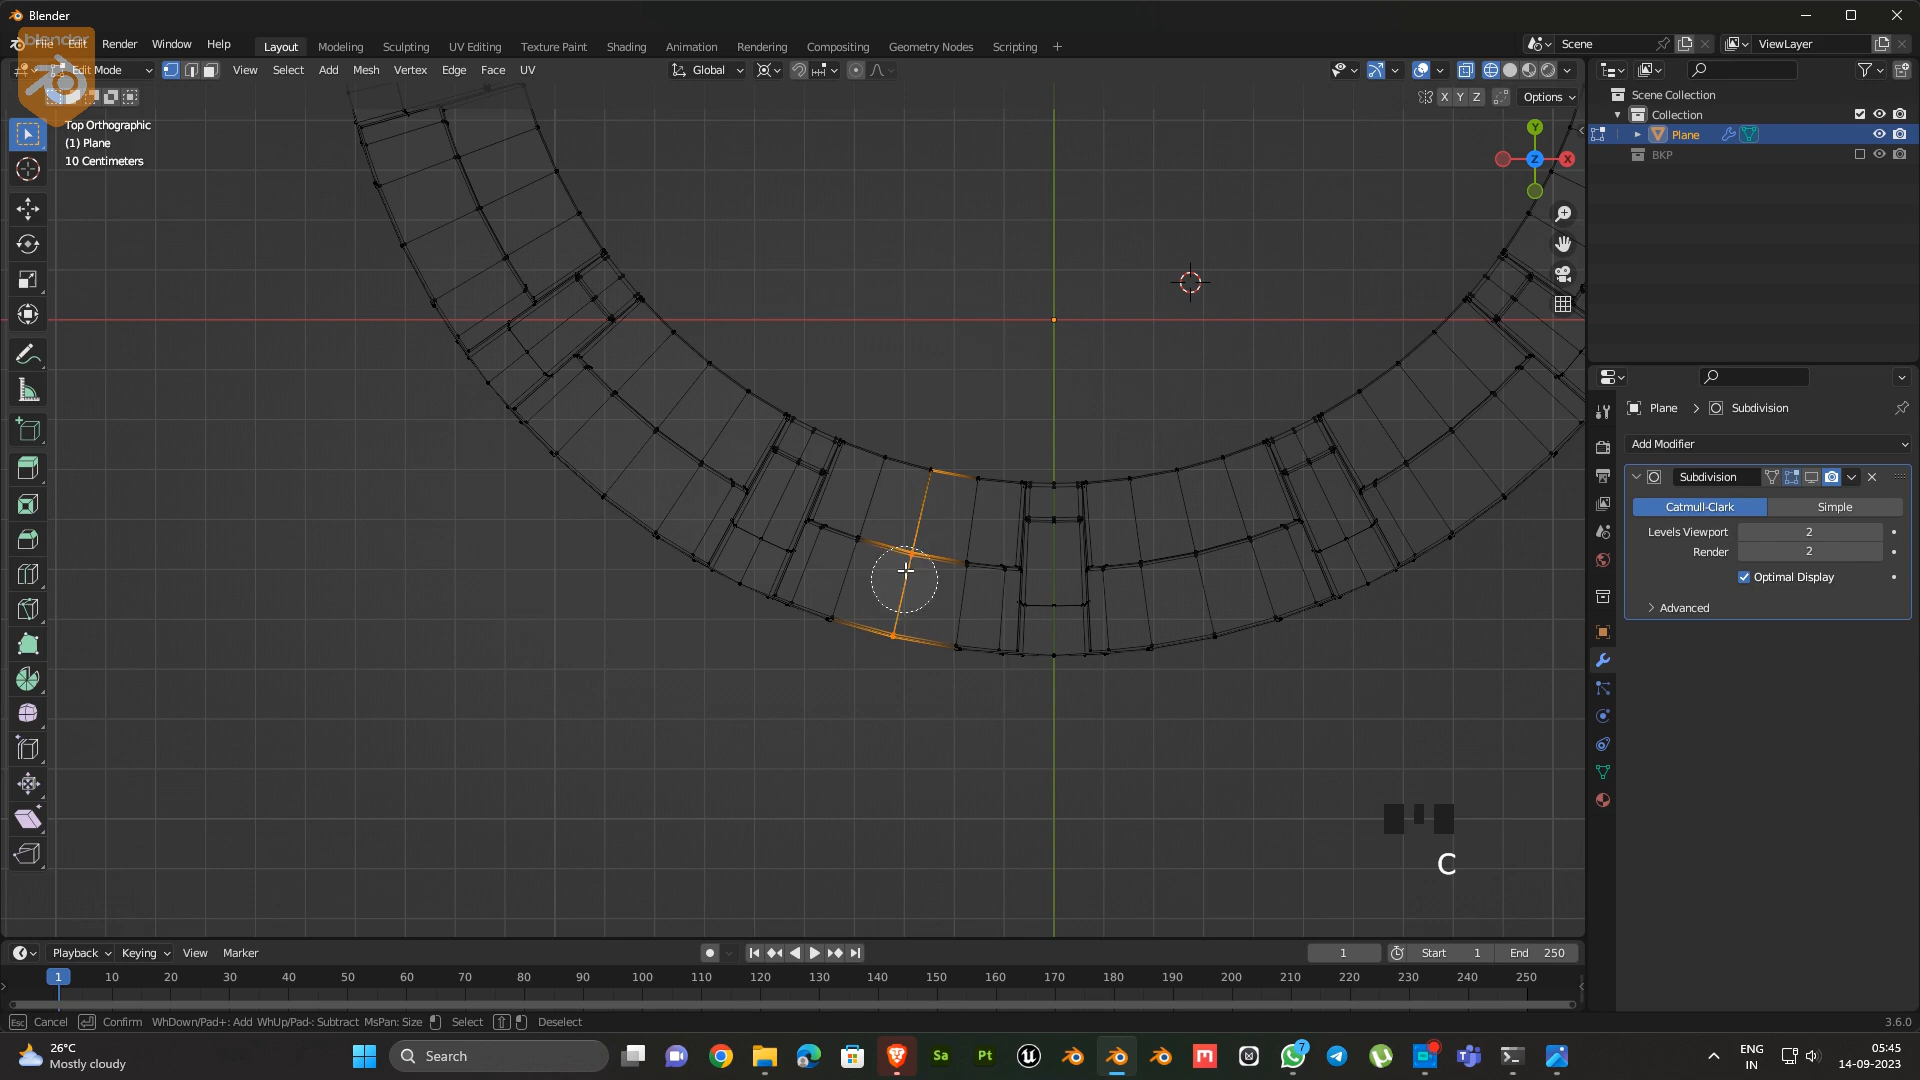 Blender
blender
File Edit Render Window Help
Layout Modeling Sculpting UV Editing Texture Paint Shading Animation Rendering Compositing Geometry Nodes Scripting +
Scene
ViewLayer
Edit Mode
View Select Add Mesh Vertex Edge Face UV
Global
X Y Z
Options
Top Orthographic
(1) Plane
10 Centimeters
Y
Z
X
Scene Collection
Collection
Plane
BKP
Plane > Subdivision
Add Modifier
Subdivision
Catmull-Clark Simple
Levels Viewport 2
Render 2
Optimal Display
Advanced
C
Playback Keying View Marker
1
Start 1
End 250
1 10 20 30 40 50 60 70 80 90 100 110 120 130 140 150 160 170 180 190 200 210 220 230 240 250
Esc Cancel Confirm WhDown/Pad+: Add WhUp/Pad-: Subtract MsPan: Size Select Deselect
3.6.0
26°C
Mostly cloudy
Search
Sa
Pt
7
ENG
IN
05:45
14-09-2023